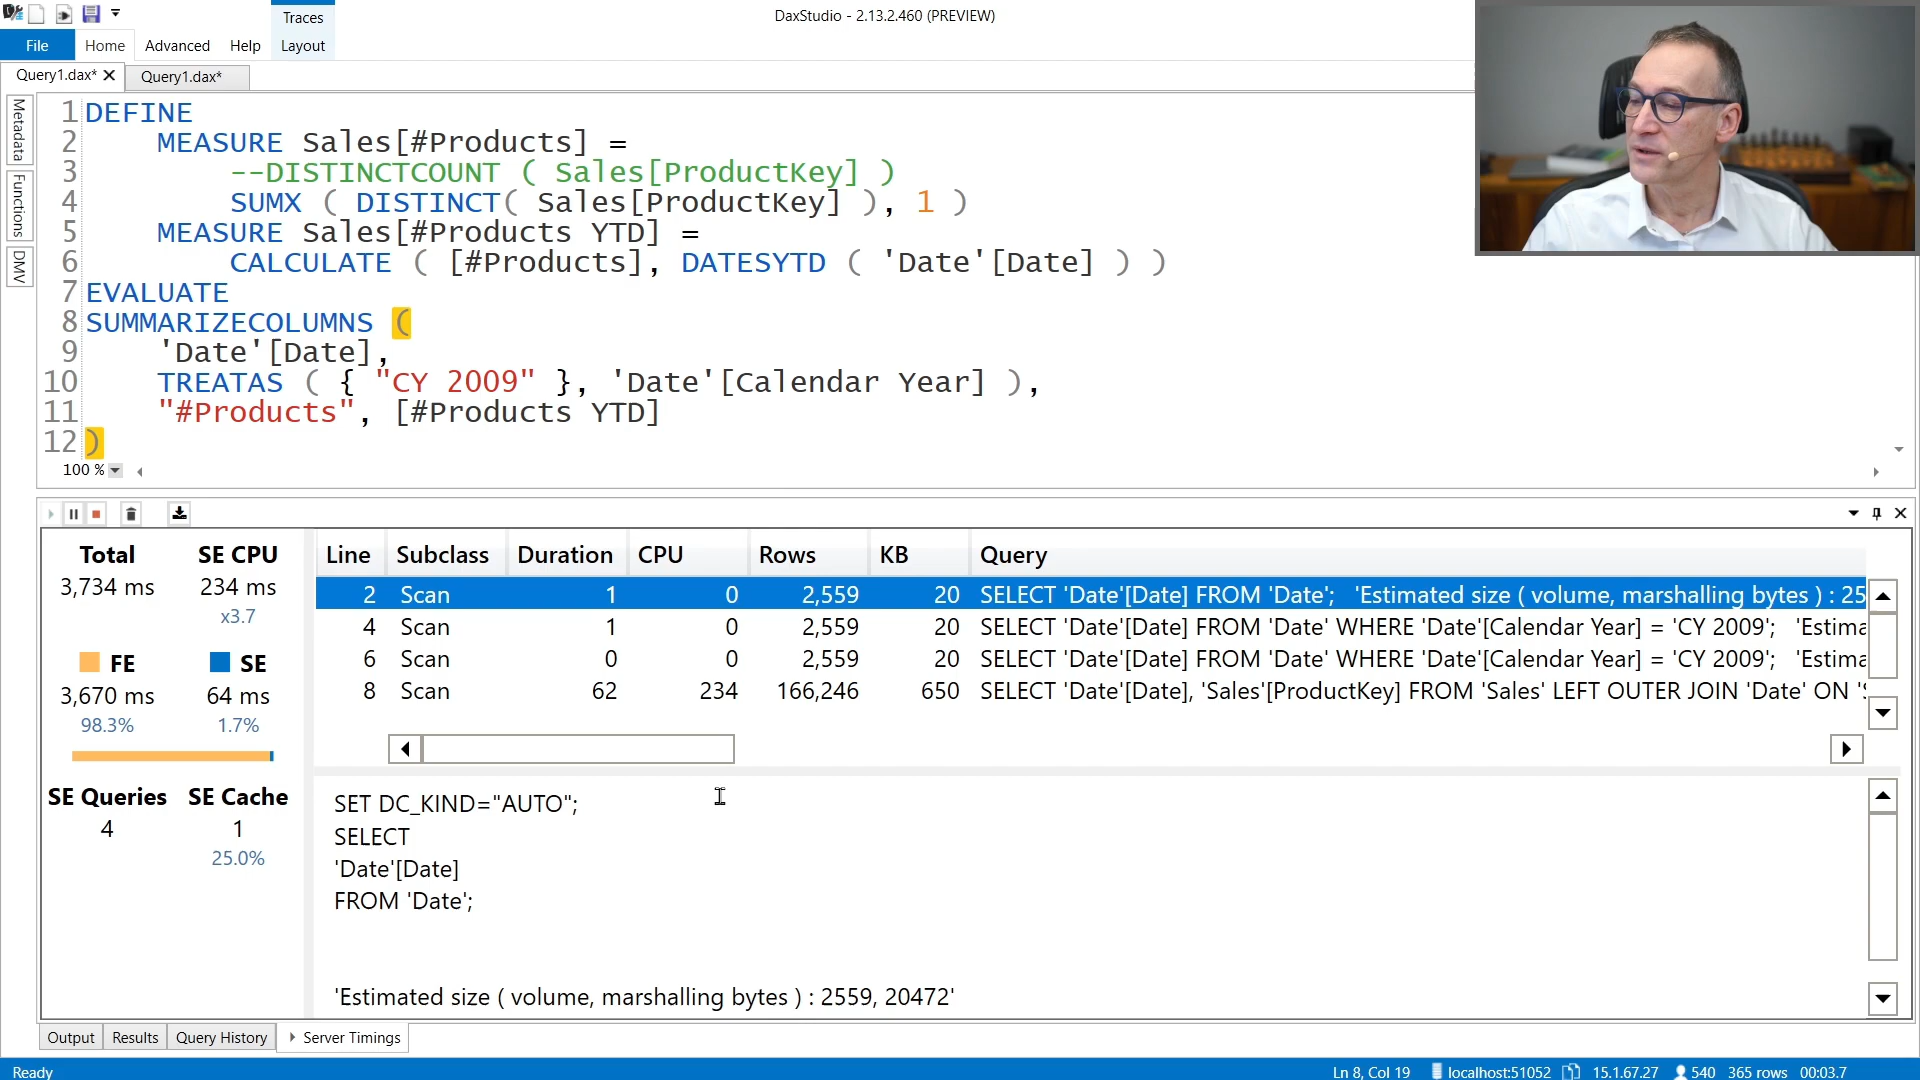 DaxStudio - 2.13.2.460 (PREVIEW)
Traces
File Home Advanced Help Layout
Query1.dax* Query1.dax*
Metadata
Functions
DMV
1 DEFINE
2 MEASURE Sales[#Products] =
3 --DISTINCTCOUNT ( Sales[ProductKey] )
4 SUMX ( DISTINCT( Sales[ProductKey] ), 1 )
5 MEASURE Sales[#Products YTD] =
6 CALCULATE ( [#Products], DATESYTD ( 'Date'[Date] ) )
7 EVALUATE
8 SUMMARIZECOLUMNS (
9 'Date'[Date],
10 TREATAS ( { "CY 2009" }, 'Date'[Calendar Year] ),
11 "#Products", [#Products YTD]
12 )
100 %
Total SE CPU
3,734 ms 234 ms
x3.7
FE SE
3,670 ms 64 ms
98.3% 1.7%
SE Queries SE Cache
4 1
25.0%
Line Subclass Duration CPU Rows KB Query
2 Scan 1 0 2,559 20 SELECT 'Date'[Date] FROM 'Date'; 'Estimated size ( volume, marshalling bytes ) : 25
4 Scan 1 0 2,559 20 SELECT 'Date'[Date] FROM 'Date' WHERE 'Date'[Calendar Year] = 'CY 2009'; 'Estima
6 Scan 0 0 2,559 20 SELECT 'Date'[Date] FROM 'Date' WHERE 'Date'[Calendar Year] = 'CY 2009'; 'Estima
8 Scan 62 234 166,246 650 SELECT 'Date'[Date], 'Sales'[ProductKey] FROM 'Sales' LEFT OUTER JOIN 'Date' ON 'S
SET DC_KIND="AUTO";
SELECT
'Date'[Date]
FROM 'Date';
'Estimated size ( volume, marshalling bytes ) : 2559, 20472'
Output Results Query History Server Timings
Ready Ln 8, Col 19 localhost:51052 15.1.67.27 540 365 rows 00:03.7